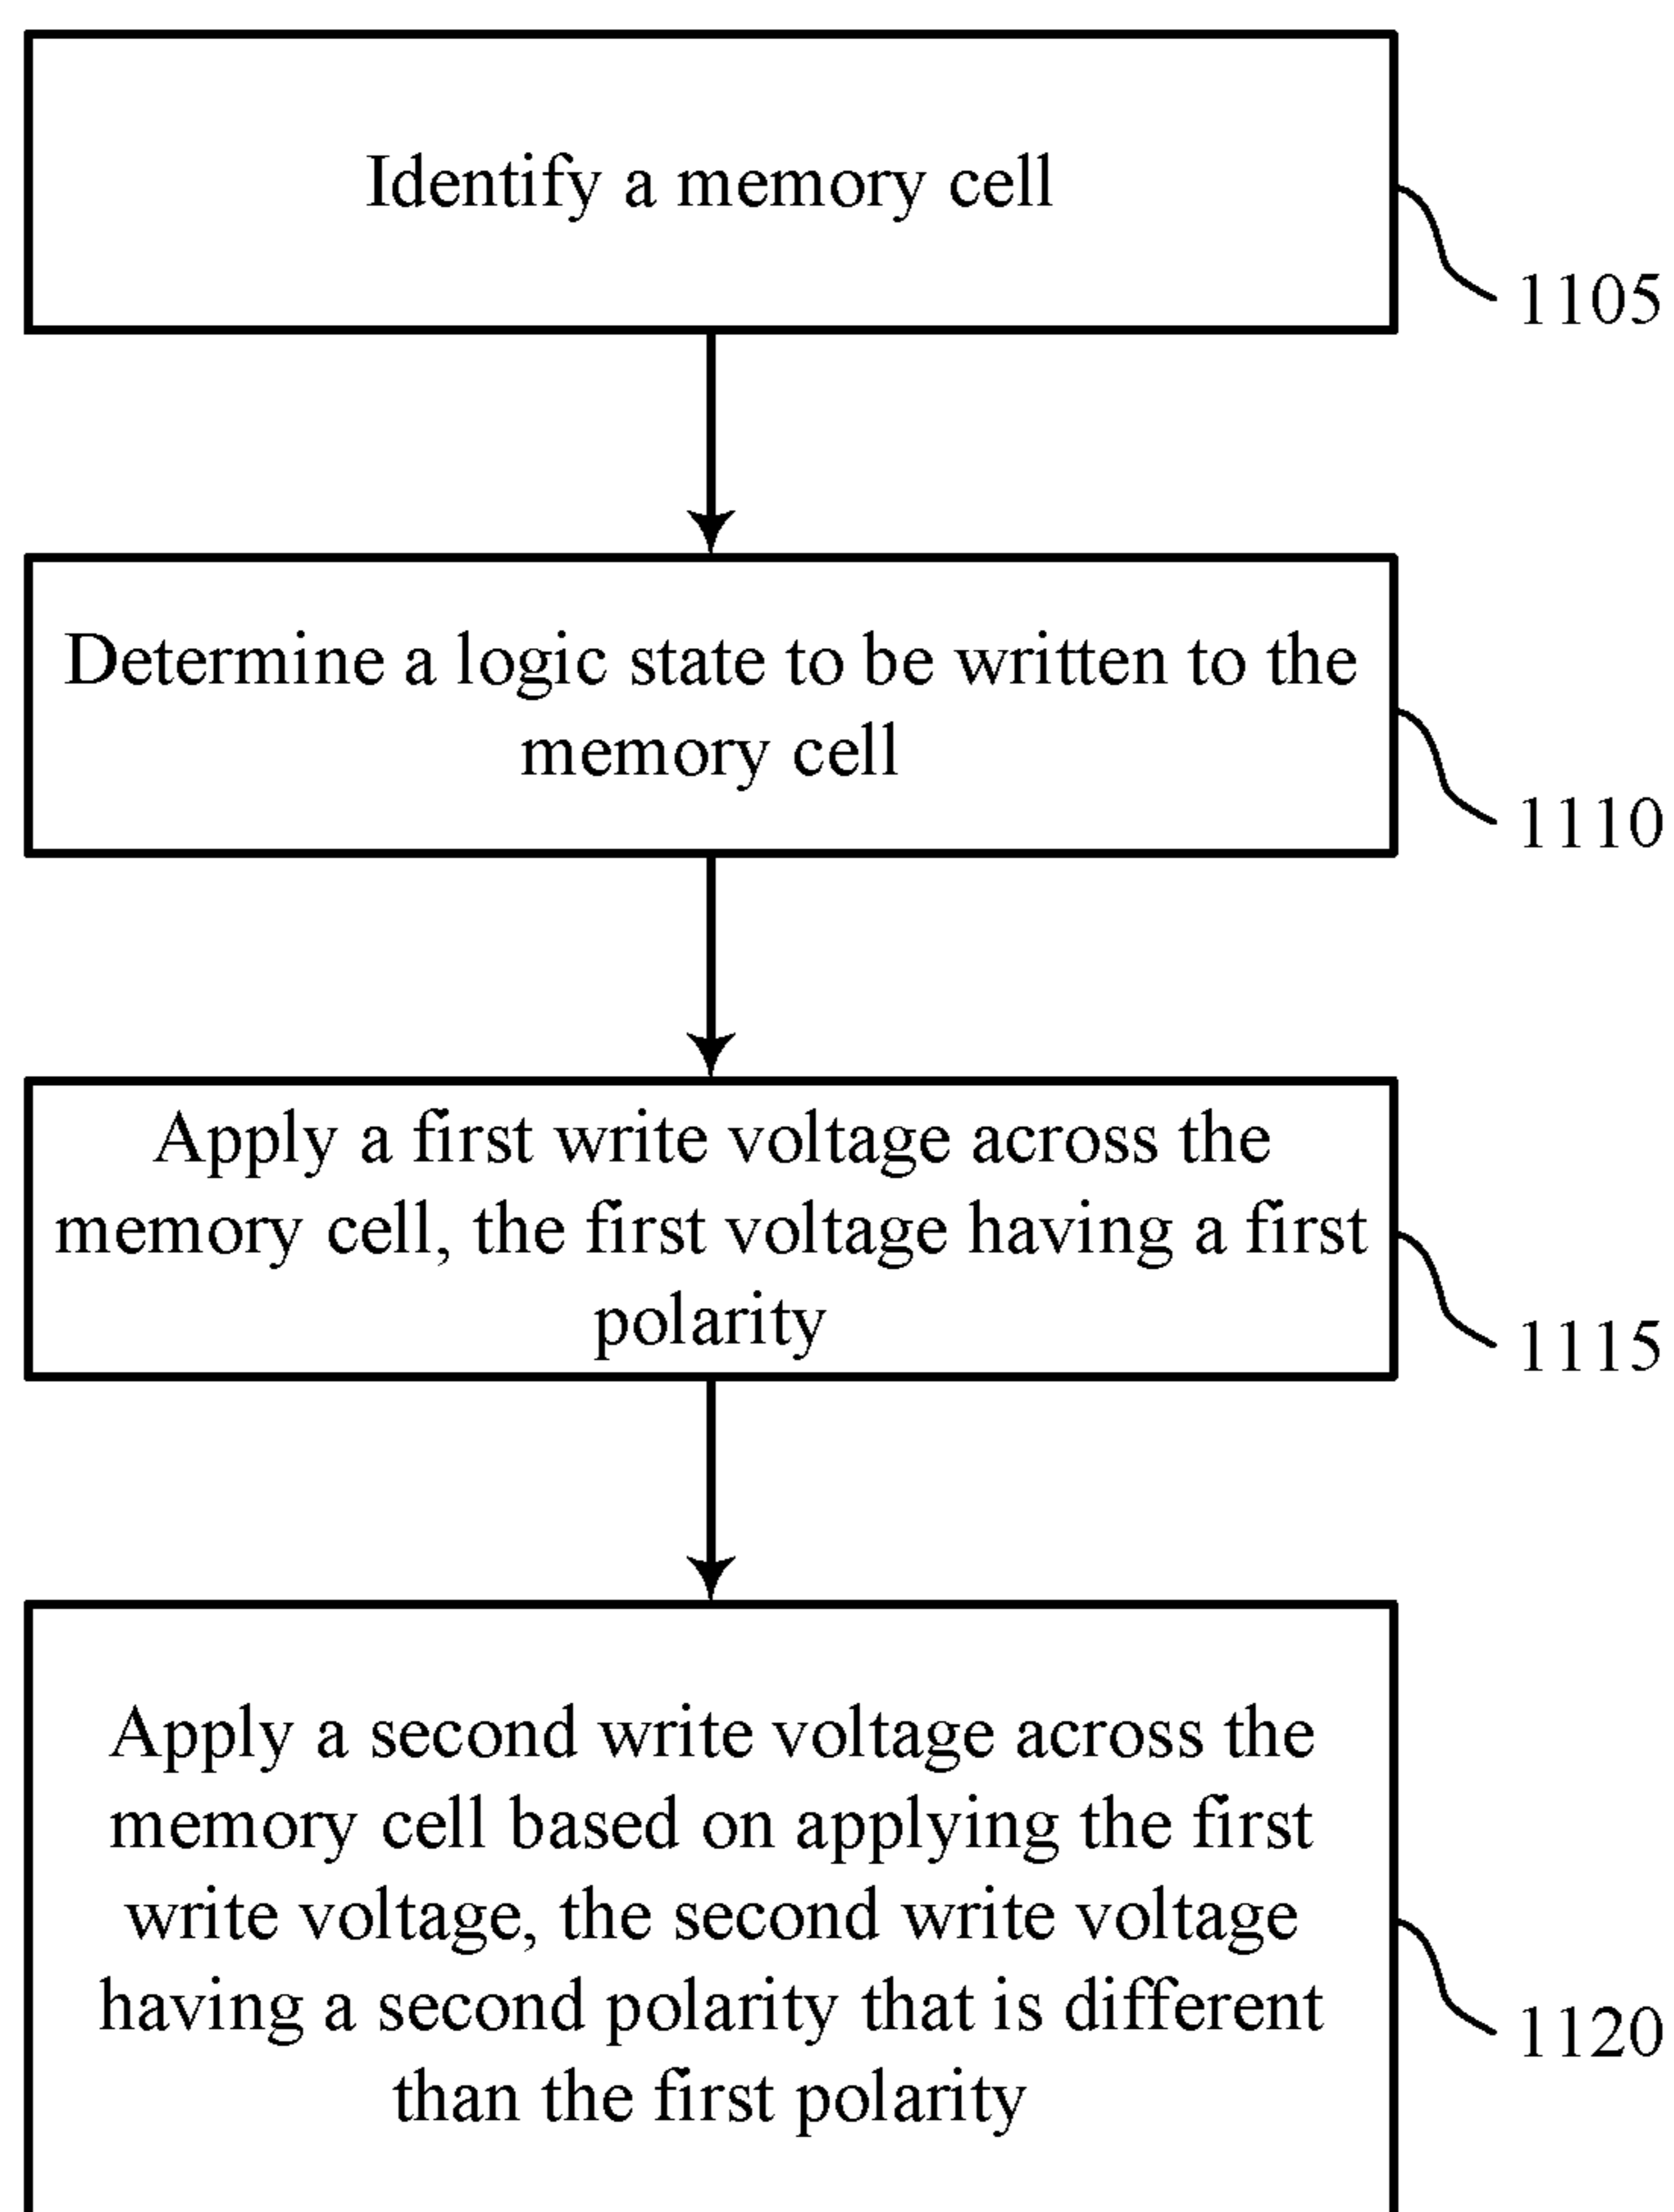 Identify a memory cell
1105
Determine a logic state to be written to the
memory cell
1110
Apply a first write voltage across the
memory cell, the first voltage having a first
polarity
1115
Apply a second write voltage across the
memory cell based on applying the first
write voltage, the second write voltage
having a second polarity that is different
than the first polarity
1120